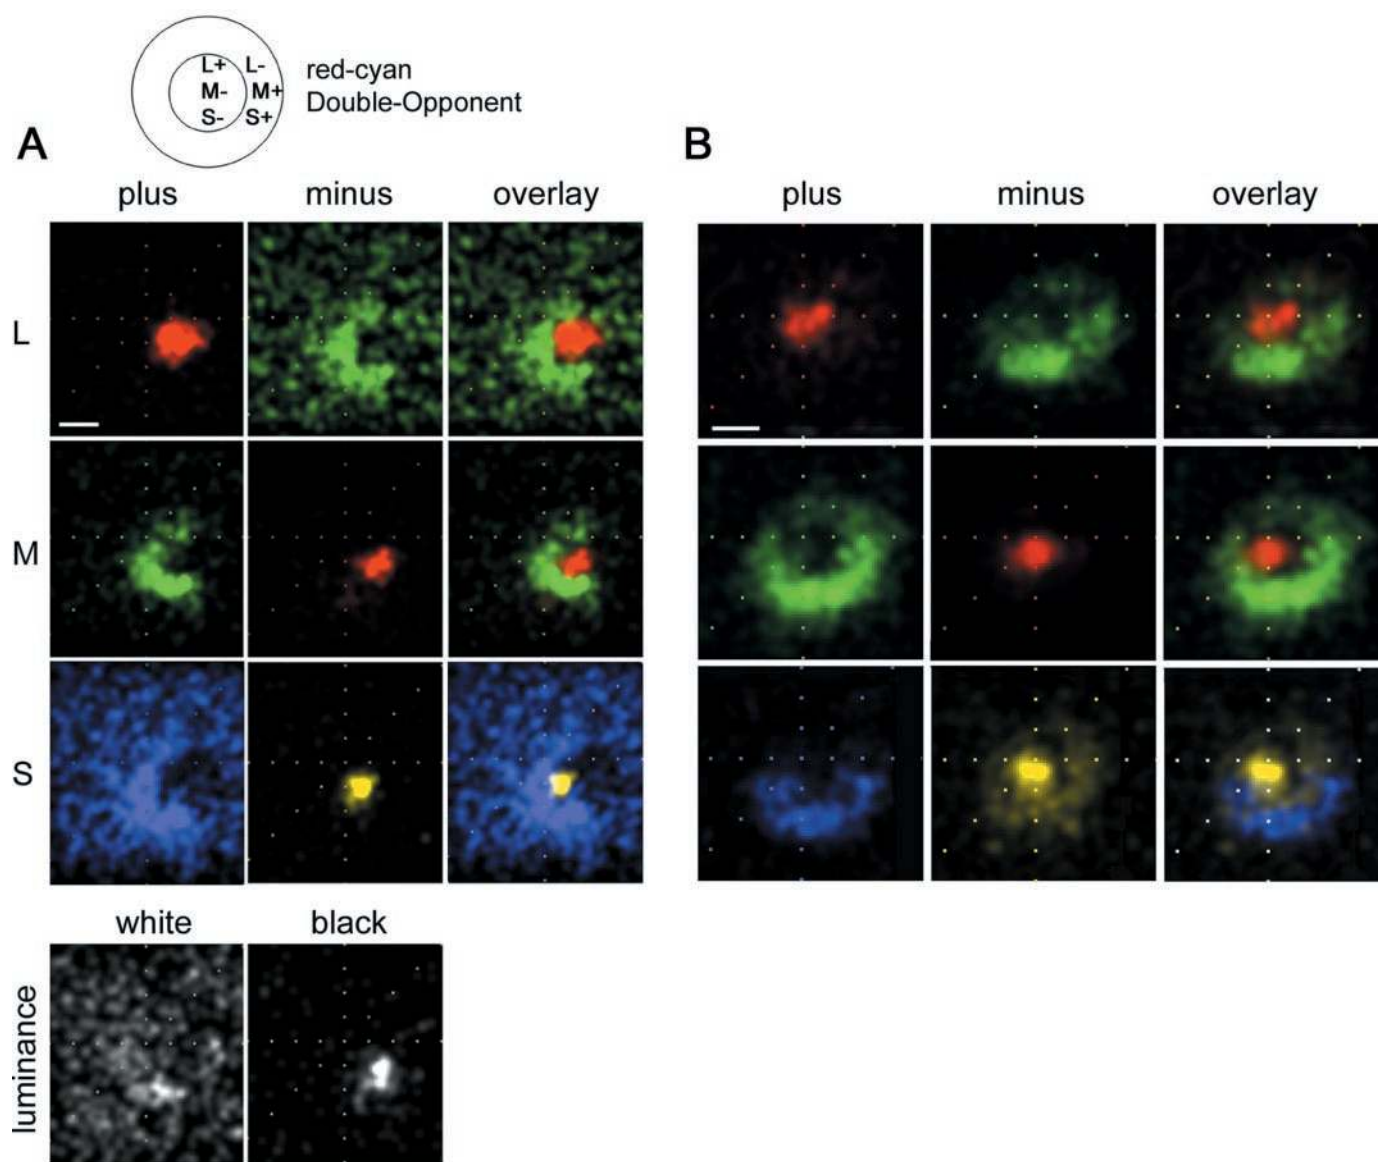 L+ L-
M- M+
S- S+
red-cyan
Double-Opponent
A
B
plus minus overlay
plus minus overlay
L
M
S
white black
luminance